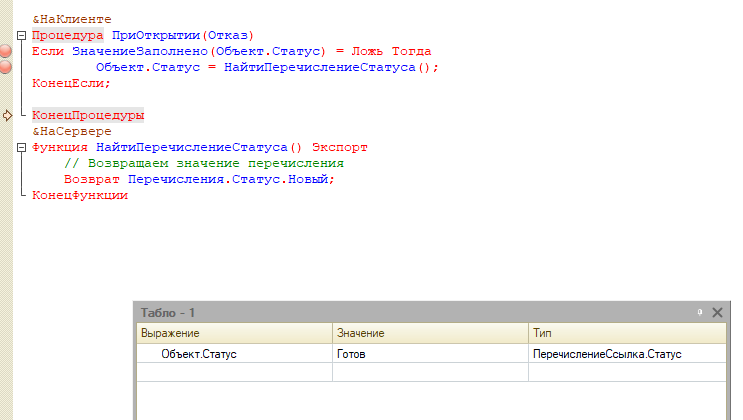 &НаКлиенте
Процедура ПриОткрытии(Отказ)
Если ЗначениеЗаполнено(Объект.Статус) = Ложь Тогда
Объект.Статус = НайтиПеречислениеСтатуса();
КонецЕсли;
КонецПроцедуры
&НаСервере
Функция НайтиПеречислениеСтатуса() Экспорт
// Возвращаем значение перечисления
Возврат Перечисления.Статус.Новый;
КонецФункции
Табло - 1
Выражение Значение Тип
Объект.Статус Готов ПеречислениеСсылка.Статус